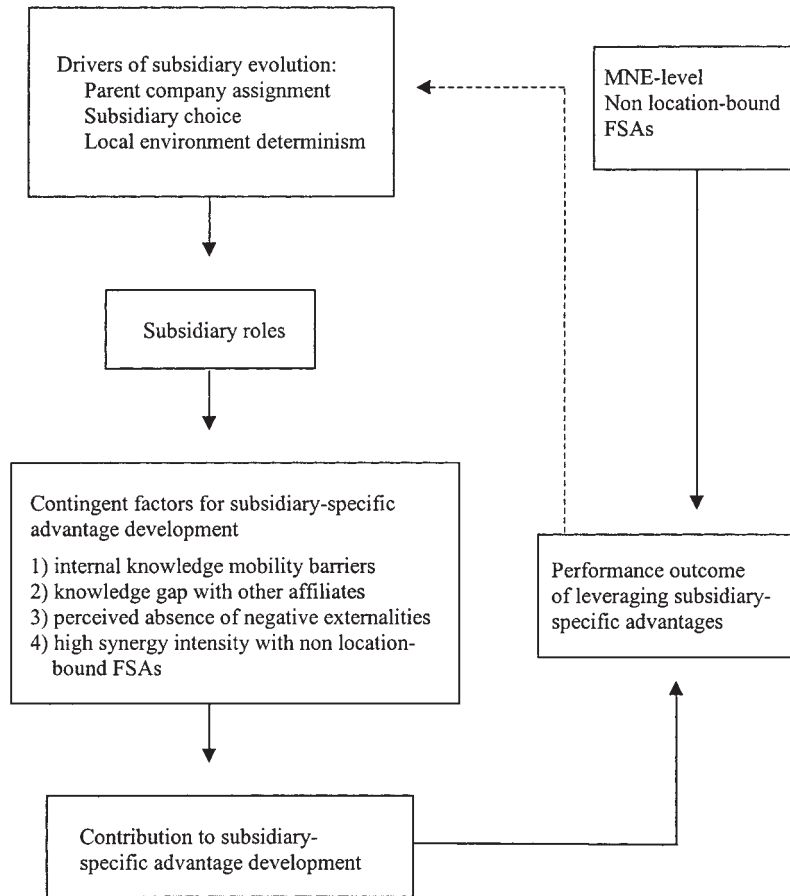 Drivers of subsidiary evolution:
Parent company assignment
Subsidiary choice
Local environment determinism
MNE-level
Non location-bound
FSAs
Subsidiary roles
Contingent factors for subsidiary-specific
advantage development
1) internal knowledge mobility barriers
2) knowledge gap with other affiliates
3) perceived absence of negative externalities
4) high synergy intensity with non location-
bound FSAs
Performance outcome
of leveraging subsidiary-
specific advantages
Contribution to subsidiary-
specific advantage development